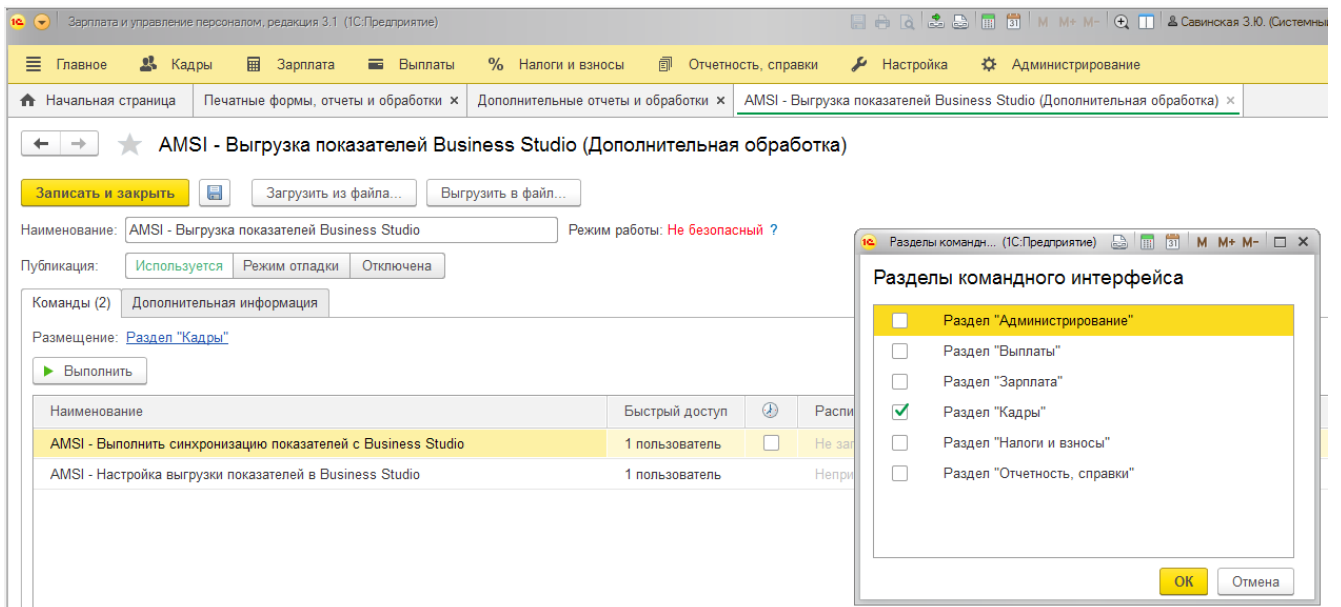 Зарплата и управление персоналом, редакция 3.1 (1С:Предприятие) M M+ M- Савинская З.Ю. (Системны
Главное Кадры Зарплата Выплаты % Налоги и взносы Отчетность, справки Настройка Администрирование
Начальная страница Печатные формы, отчеты и обработки × Дополнительные отчеты и обработки × AMSI - Выгрузка показателей Business Studio (Дополнительная обработка) ×
AMSI - Выгрузка показателей Business Studio (Дополнительная обработка)
Записать и закрыть Загрузить из файла... Выгрузить в файл...
Наименование: AMSI - Выгрузка показателей Business Studio Режим работы: Не безопасный ?
Публикация: Используется Режим отладки Отключена
Команды (2) Дополнительная информация
Размещение: Раздел "Кадры"
Выполнить
Наименование Быстрый доступ Распи
AMSI - Выполнить синхронизацию показателей с Business Studio 1 пользователь Не зап
AMSI - Настройка выгрузки показателей в Business Studio 1 пользователь Непри
Разделы командн... (1С:Предприятие) M M+ M-
Разделы командного интерфейса
Раздел "Администрирование"
Раздел "Выплаты"
Раздел "Зарплата"
Раздел "Кадры"
Раздел "Налоги и взносы"
Раздел "Отчетность, справки"
ОК Отмена